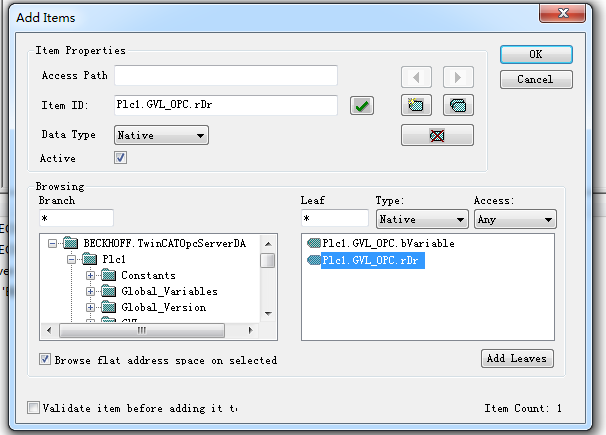 Add Items
Item Properties
Access Path
Item ID: Plc1.GVL_OPC.rDr
Data Type Native
Active
OK
Cancel
Browsing
Branch Leaf Type: Access:
* * Native Any
BECKHOFF.TwinCATOpcServerDA
Plc1
Constants
Global_Variables
Global_Version
Plc1.GVL_OPC.bVariable
Plc1.GVL_OPC.rDr
Browse flat address space on selected
Add Leaves
Validate item before adding it t
Item Count: 1